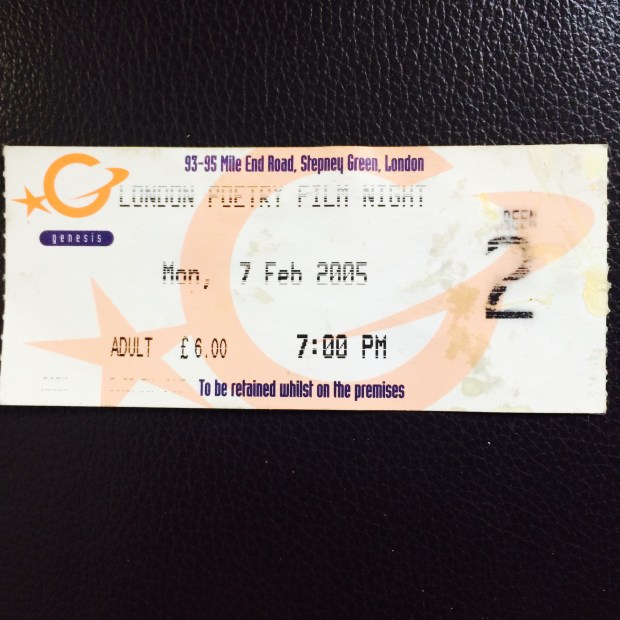 93-95 Mile End Road, Stepney Green, London
LONDON POETRY FILM NIGHT
genesis
2
Mon, 7 Feb 2005
ADULT £6.00 7:00 PM
To be retained whilst on the premises